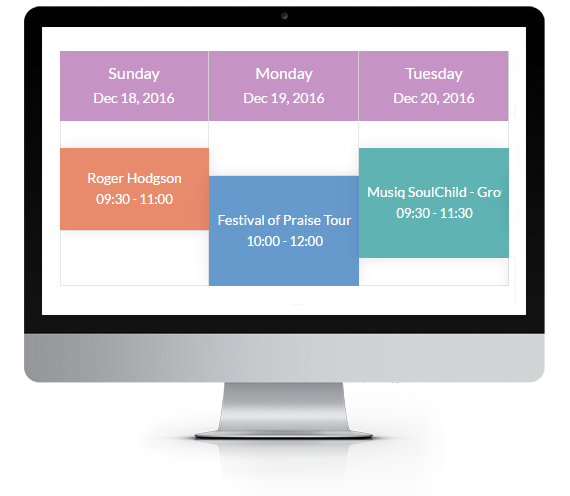 Sunday
Dec 18, 2016
Monday
Dec 19, 2016
Tuesday
Dec 20, 2016
Roger Hodgson
09:30 - 11:00
Festival of Praise Tour
10:00 - 12:00
Musiq SoulChild - Gro
09:30 - 11:30